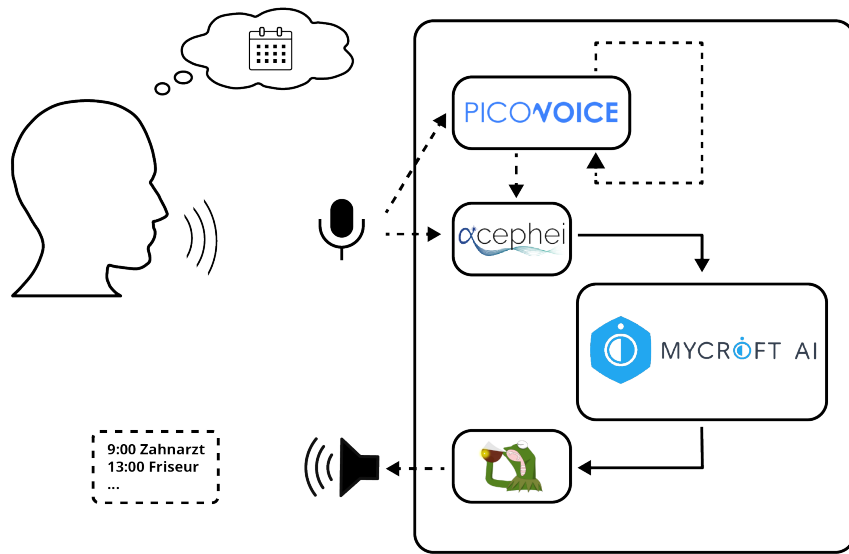 PICOVOICE
αcephei
MYCROFT AI
9:00 Zahnarzt
13:00 Friseur
...